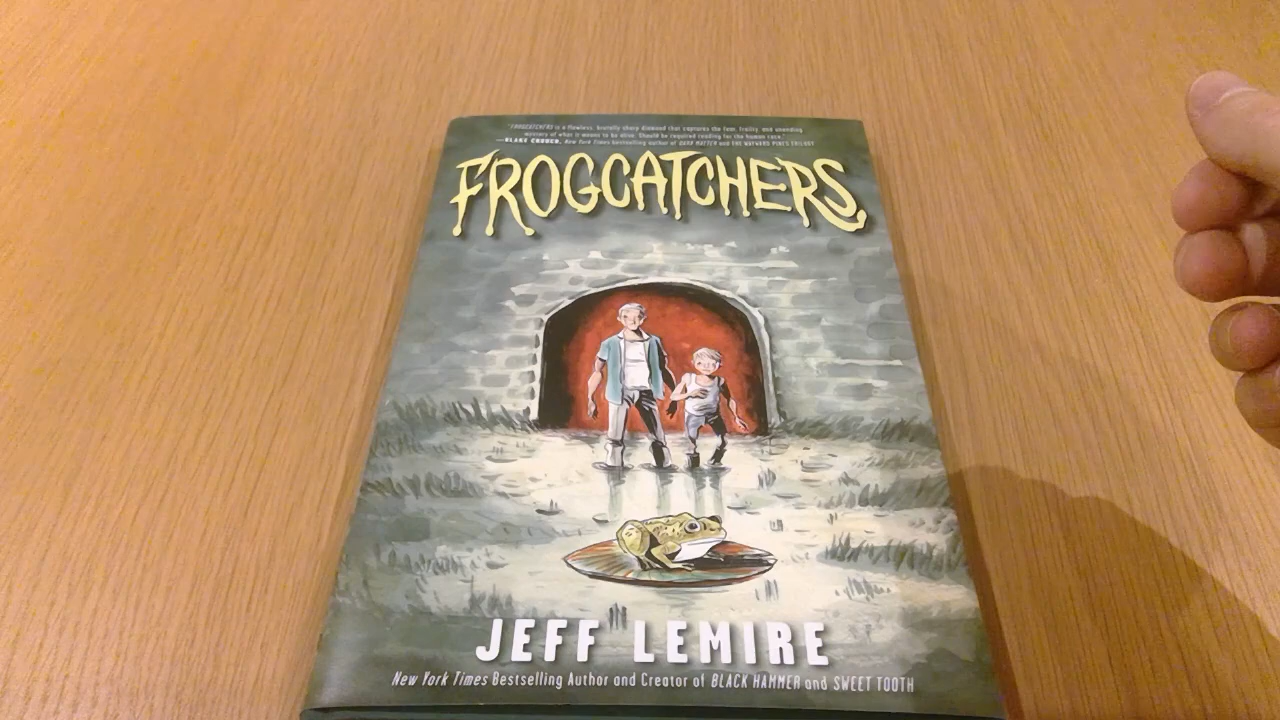 "FROGCATCHERS is a flawless, brutally sharp diamond that captures the fear, frailty, and unending
mystery of what it means to be alive. Should be required reading for the human race."
—BLAKE CROUCH, New York Times bestselling author of DARK MATTER and THE WAYWARD PINES TRILOGY
FROGCATCHERS
JEFF LEMIRE
New York Times Bestselling Author and Creator of BLACK HAMMER and SWEET TOOTH